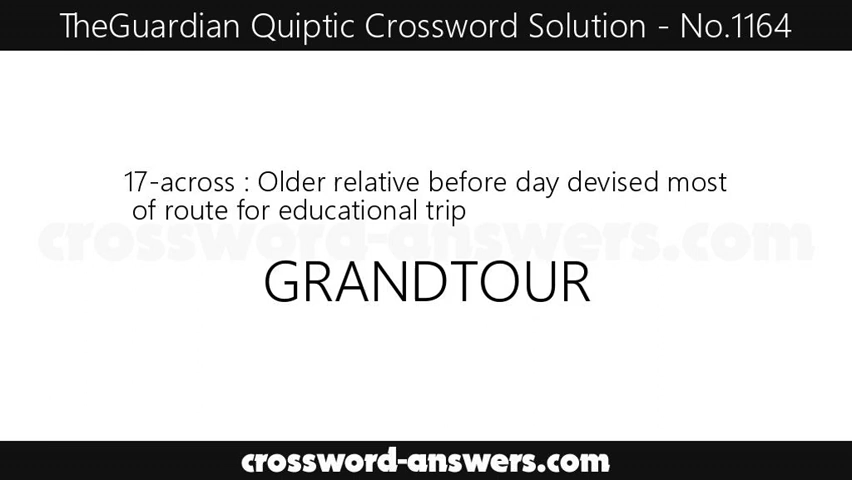 TheGuardian Quiptic Crossword Solution - No.1164
17-across : Older relative before day devised most
of route for educational trip
crossword-answers.com
GRANDTOUR
crossword-answers.com